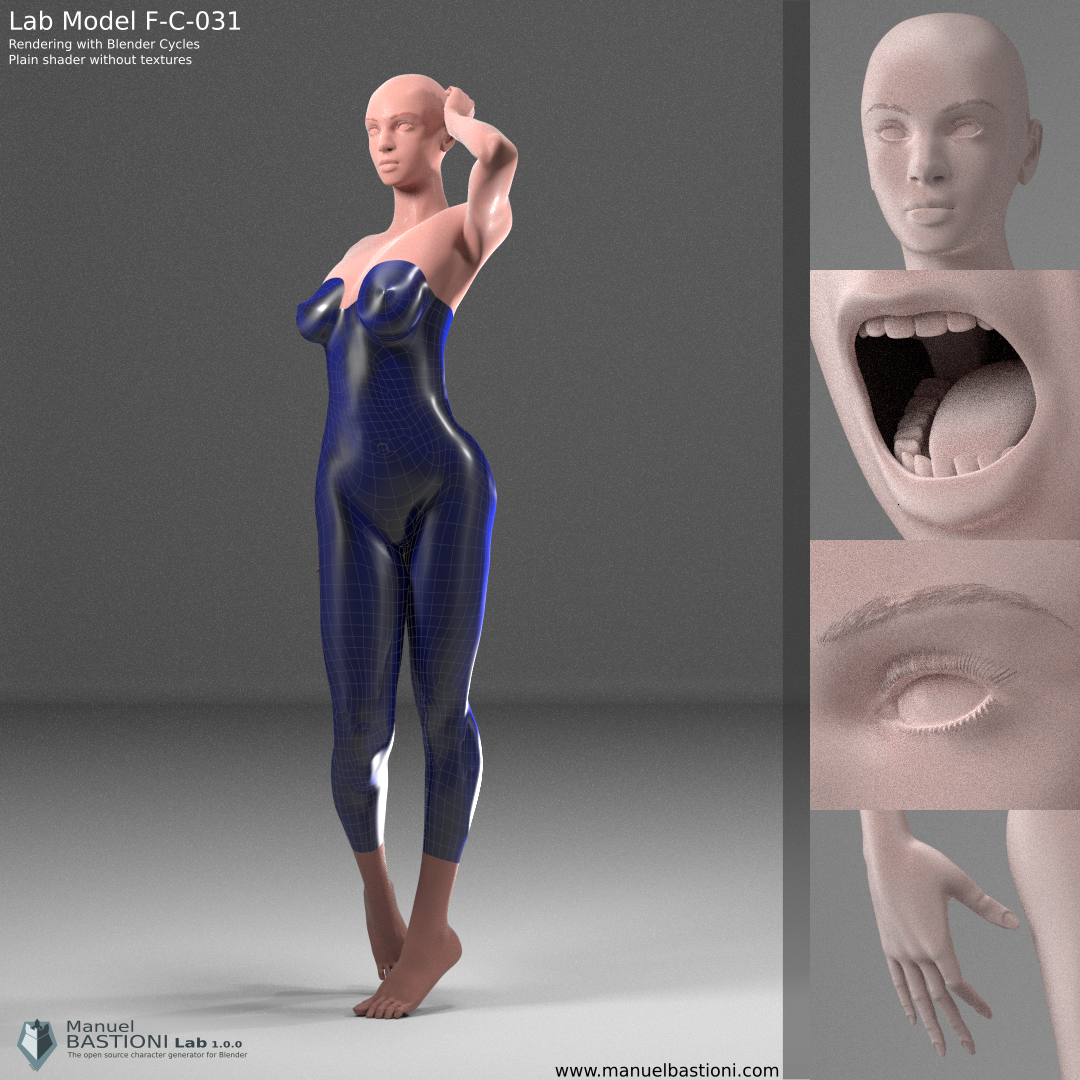 Lab Model F-C-031
Rendering with Blender Cycles
Plain shader without textures
Manuel
BASTIONI Lab 1.0.0
The open source character generator for Blender
www.manuelbastioni.com